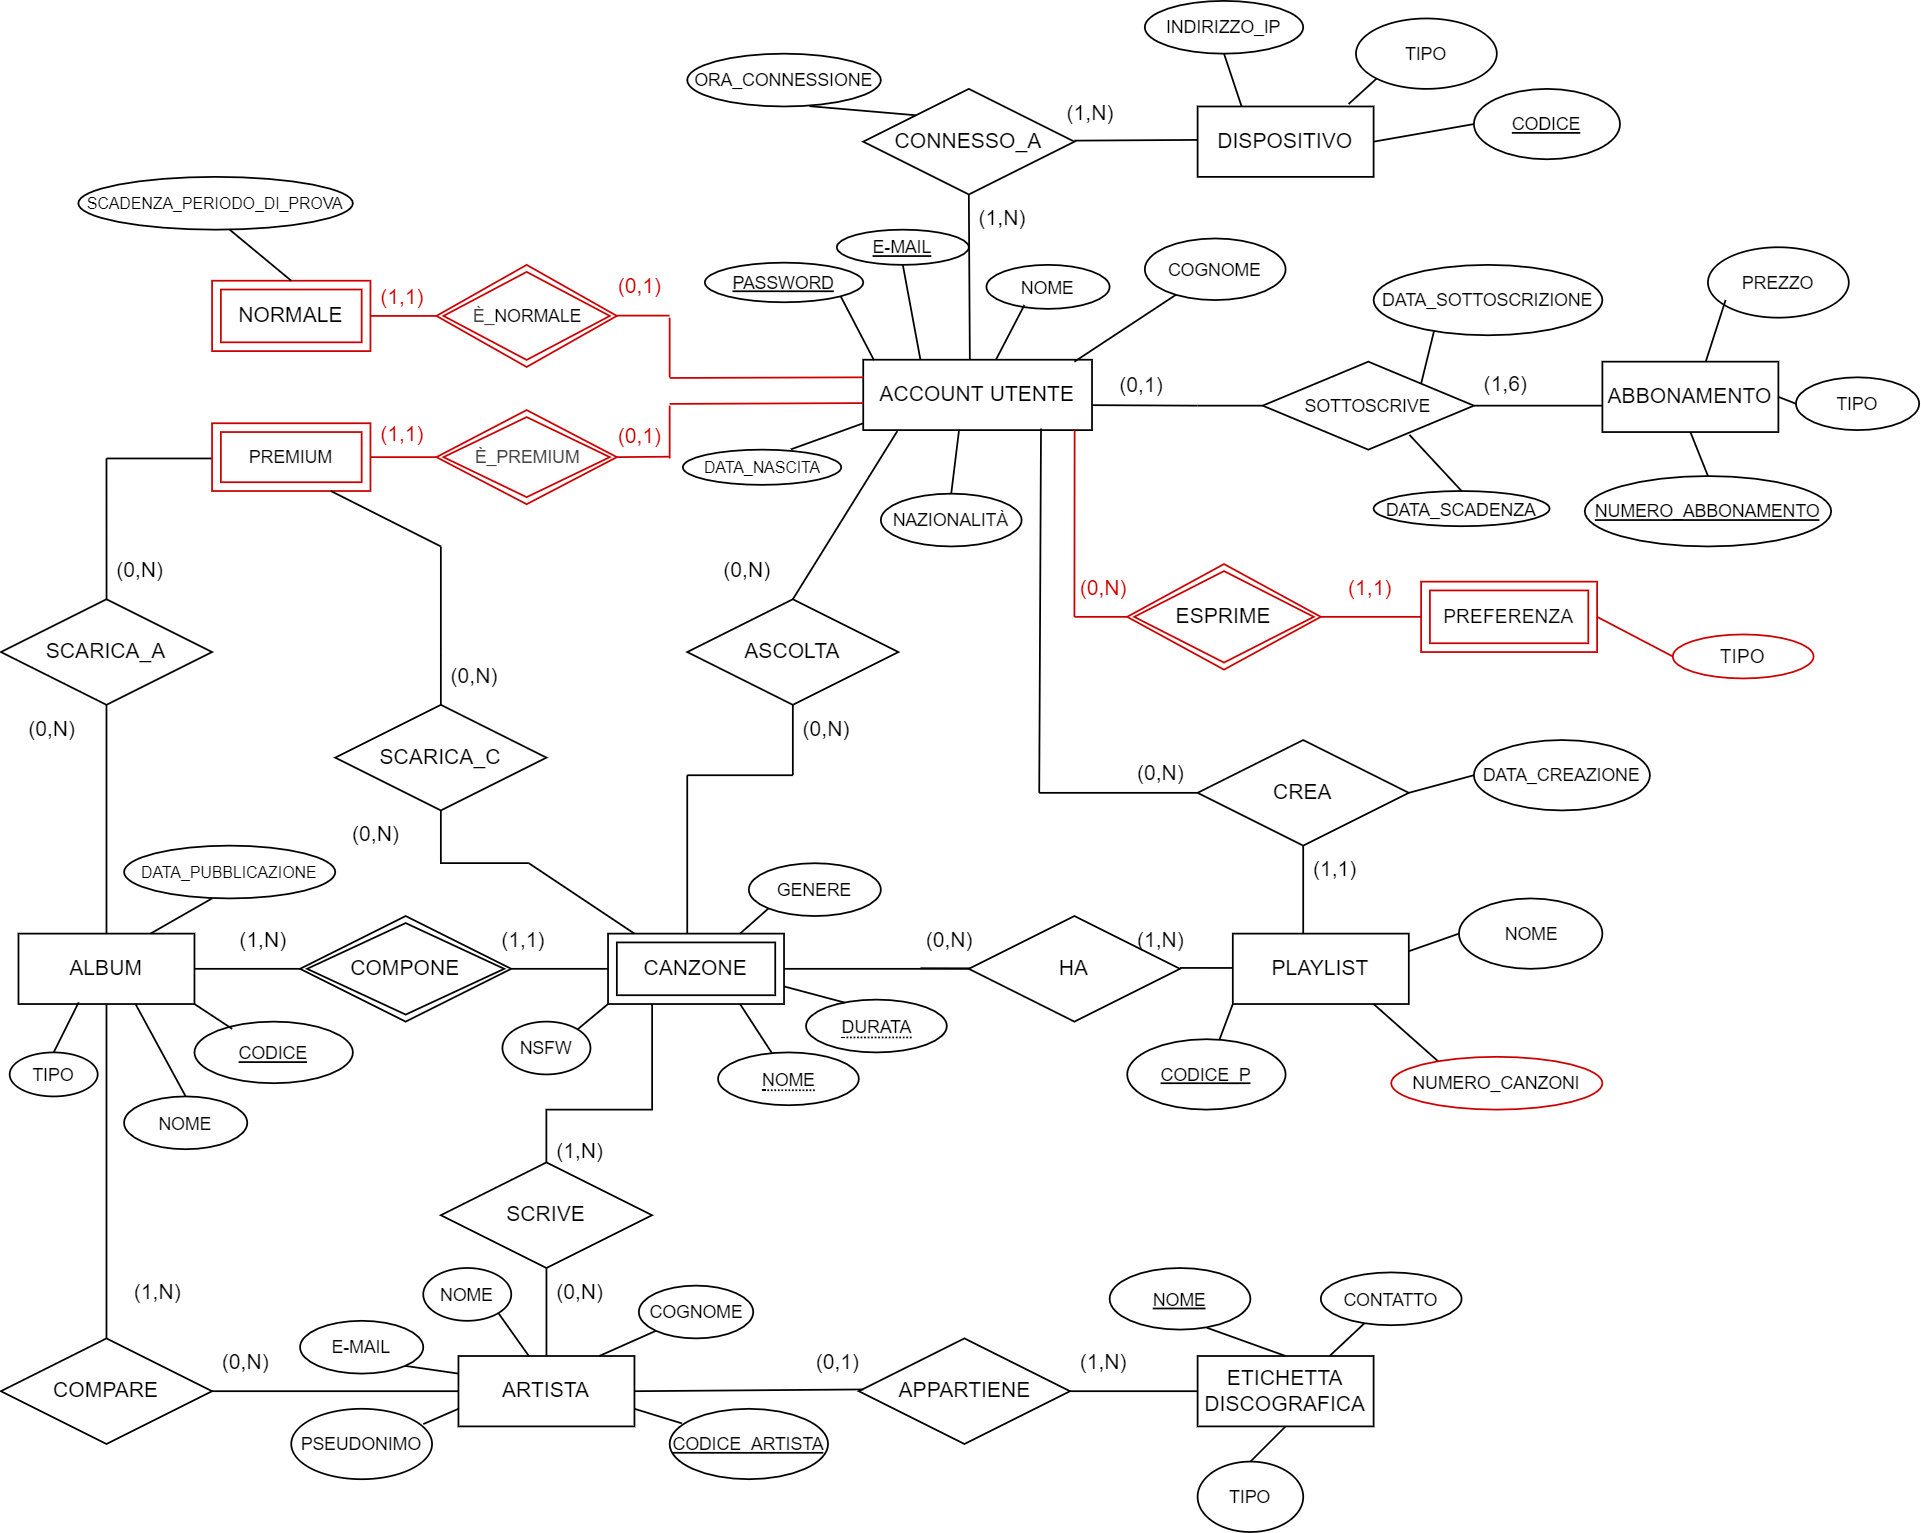 INDIRIZZO_IP
TIPO
ORA_CONNESSIONE
(1,N)
CODICE
CONNESSO_A
DISPOSITIVO
SCADENZA_PERIODO_DI_PROVA
(1,N)
E-MAIL
COGNOME
PASSWORD
NOME
PREZZO
(1,1)
(0,1)
DATA_SOTTOSCRIZIONE
NORMALE
È_NORMALE
ACCOUNT UTENTE
(0,1)
(1,6)
SOTTOSCRIVE
ABBONAMENTO
TIPO
(1,1)
(0,1)
PREMIUM
È_PREMIUM
DATA_NASCITA
NAZIONALITÀ
DATA_SCADENZA
NUMERO_ABBONAMENTO
(0,N)
(0,N)
(0,N)
(1,1)
ESPRIME
PREFERENZA
TIPO
SCARICA_A
ASCOLTA
(0,N)
(0,N)
(0,N)
SCARICA_C
(0,N)
DATA_CREAZIONE
CREA
(0,N)
(1,1)
DATA_PUBBLICAZIONE
GENERE
(1,N)
(1,1)
(0,N)
(1,N)
NOME
ALBUM
COMPONE
CANZONE
HA
PLAYLIST
DURATA
NSFW
CODICE
TIPO
NOME
CODICE_P
NUMERO_CANZONI
NOME
(1,N)
SCRIVE
(1,N)
NOME
(0,N)
COGNOME
NOME
CONTATTO
E-MAIL
(0,N)
(0,1)
(1,N)
COMPARE
ARTISTA
APPARTIENE
ETICHETTA
DISCOGRAFICA
PSEUDONIMO
CODICE_ARTISTA
TIPO